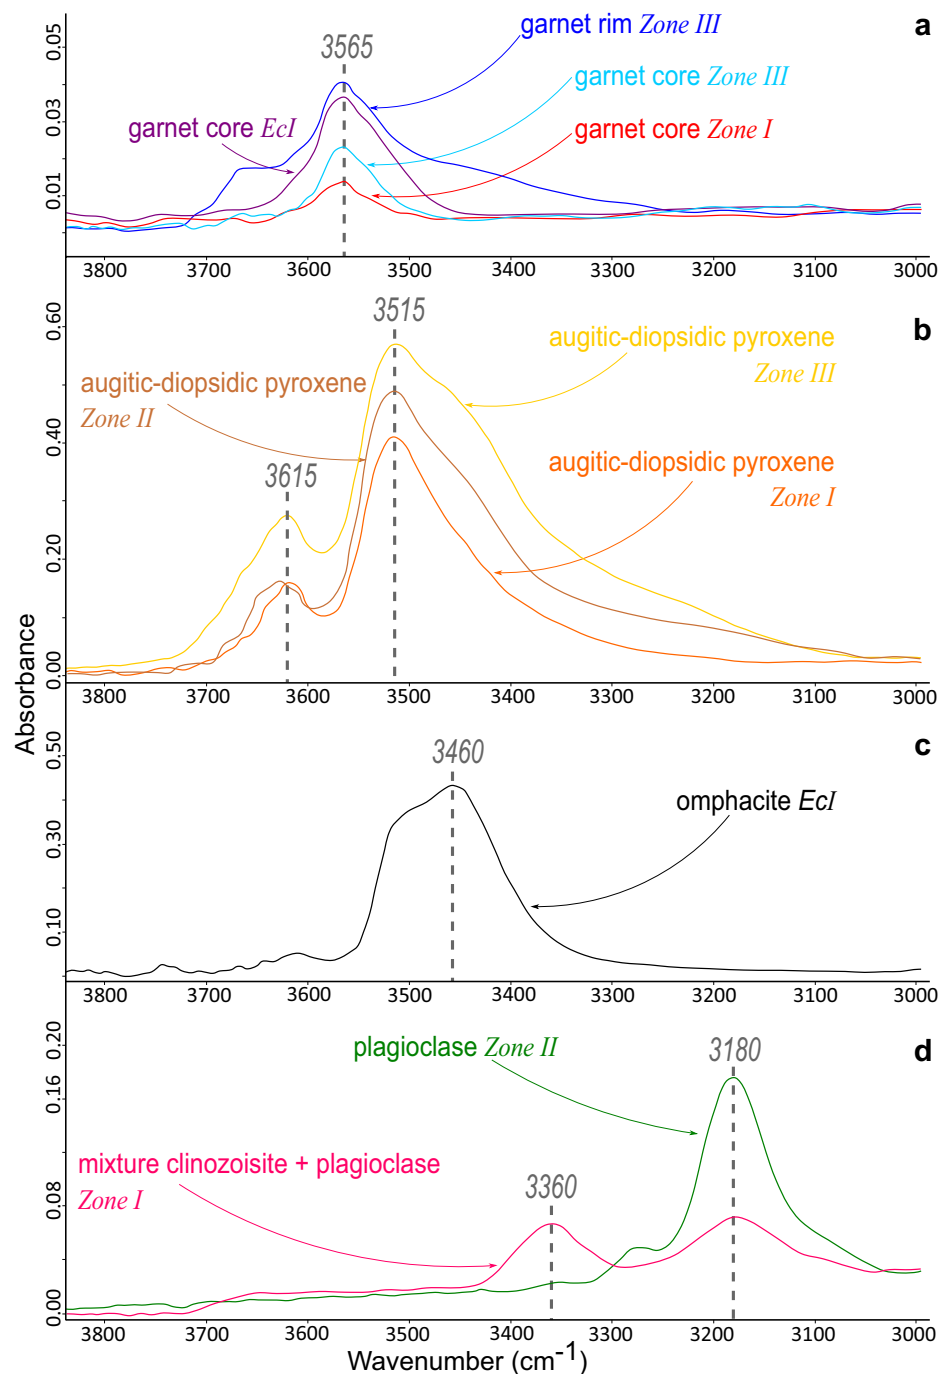 a
garnet rim Zone III
3565
garnet core Zone III
garnet core EcI
garnet core Zone I
0.05
0.03
0.01
3800 3700 3600 3500 3400 3300 3200 3100 3000
b
3515
augitic-diopsidic pyroxene
Zone III
augitic-diopsidic pyroxene
Zone II
3615
augitic-diopsidic pyroxene
Zone I
0.60
0.40
0.20
0.00
3800 3700 3600 3500 3400 3300 3200 3100 3000
Absorbance
c
3460
omphacite EcI
0.50
0.30
0.10
3800 3700 3600 3500 3400 3300 3200 3100 3000
d
plagioclase Zone II
3180
mixture clinozoisite + plagioclase
Zone I
3360
0.20
0.16
0.08
0.00
3800 3700 3600 3500 3400 3300 3200 3100 3000
Wavenumber (cm-1)